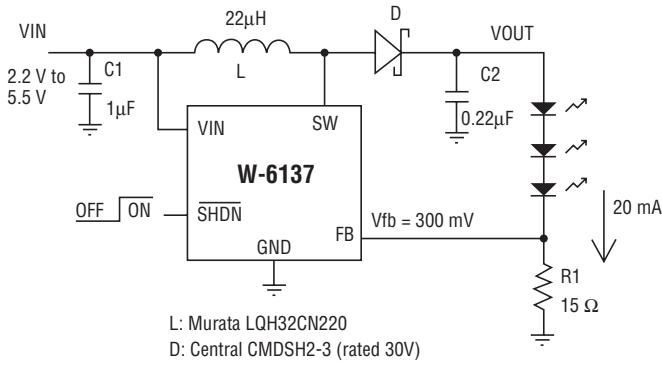 22μH
D
VIN
VOUT
2.2 V to
5.5 V
C1
1μF
L
C2
0.22μF
VIN
SW
W-6137
OFF ON
SHDN
GND
FB
Vfb = 300 mV
20 mA
R1
15 Ω
L: Murata LQH32CN220
D: Central CMDSH2-3 (rated 30V)